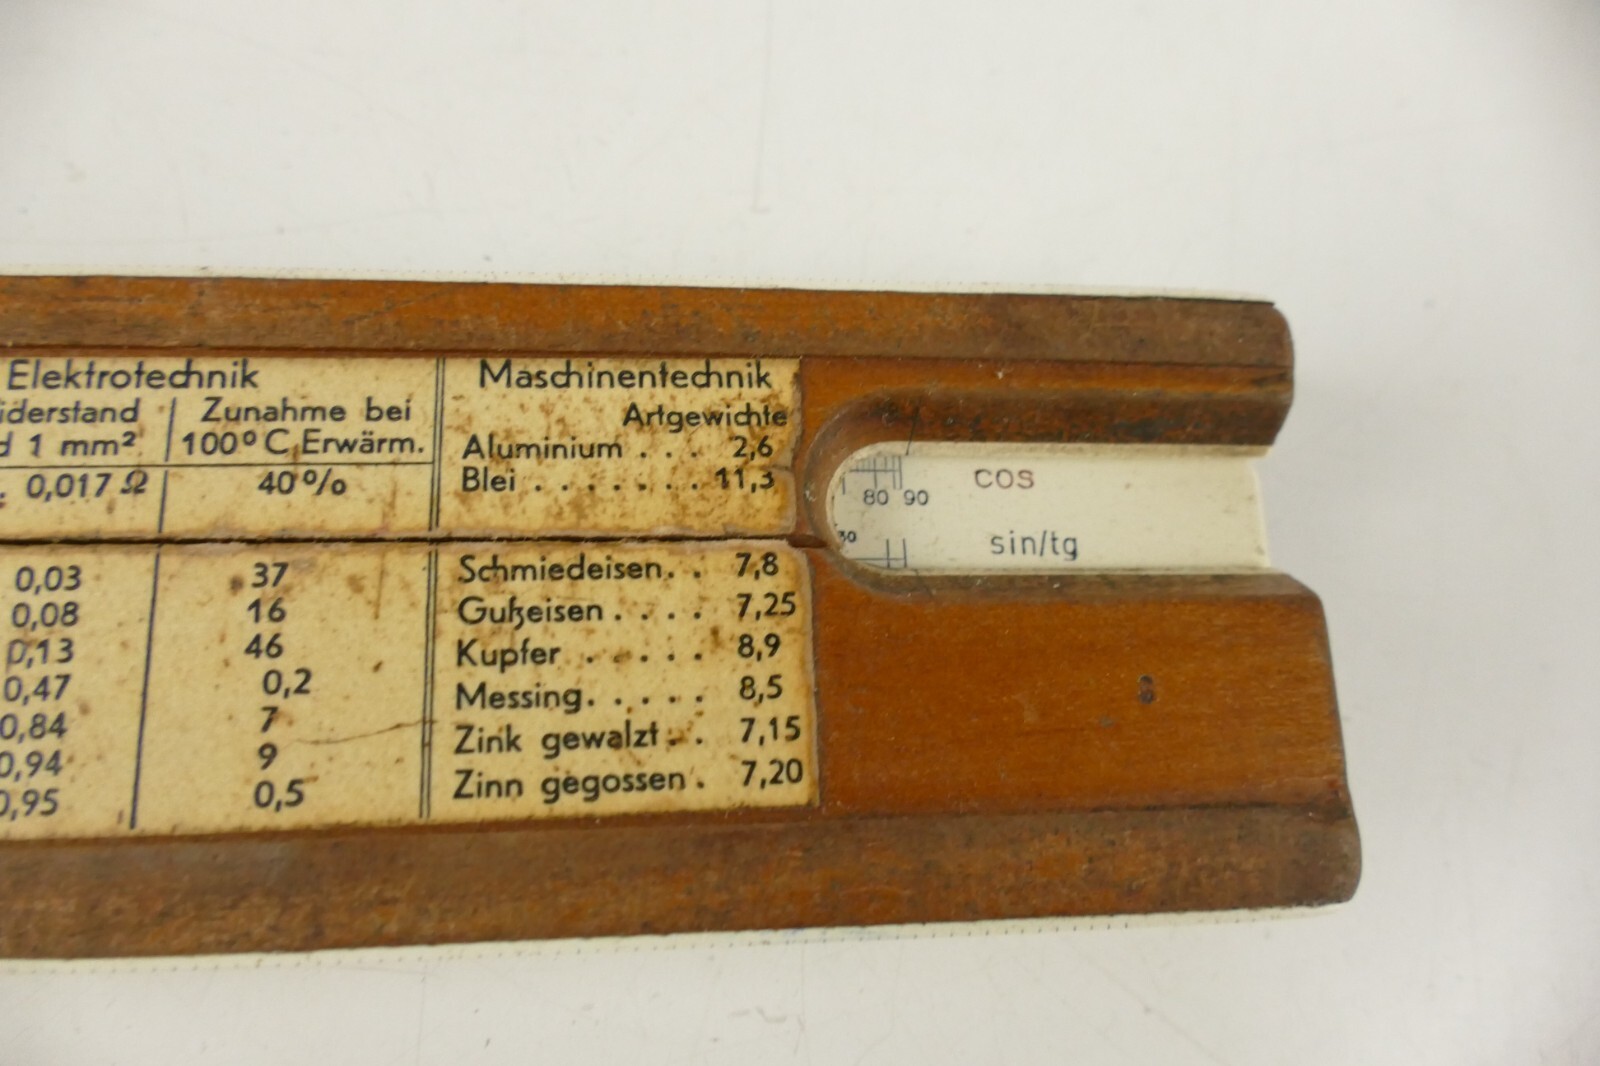 Elektrotechnik
iderstand | Zunahme bei
d 1 mm² | 100° C Erwärm.
0,017 Ω 40%
0,03 37
0,08 16
0,13 46
0,47 0,2
0,84 7
0,94 9
0,95 0,5
Maschinentechnik
Artgewichte
Aluminium . . . 2,6
Blei . . . . . . . 11,3
Schmiedeisen. . 7,8
Gußeisen . . . . 7,25
Kupfer . . . . . 8,9
Messing. . . . . 8,5
Zink gewalzt. . 7,15
Zinn gegossen . 7,20
cos
80 90
sin/tg